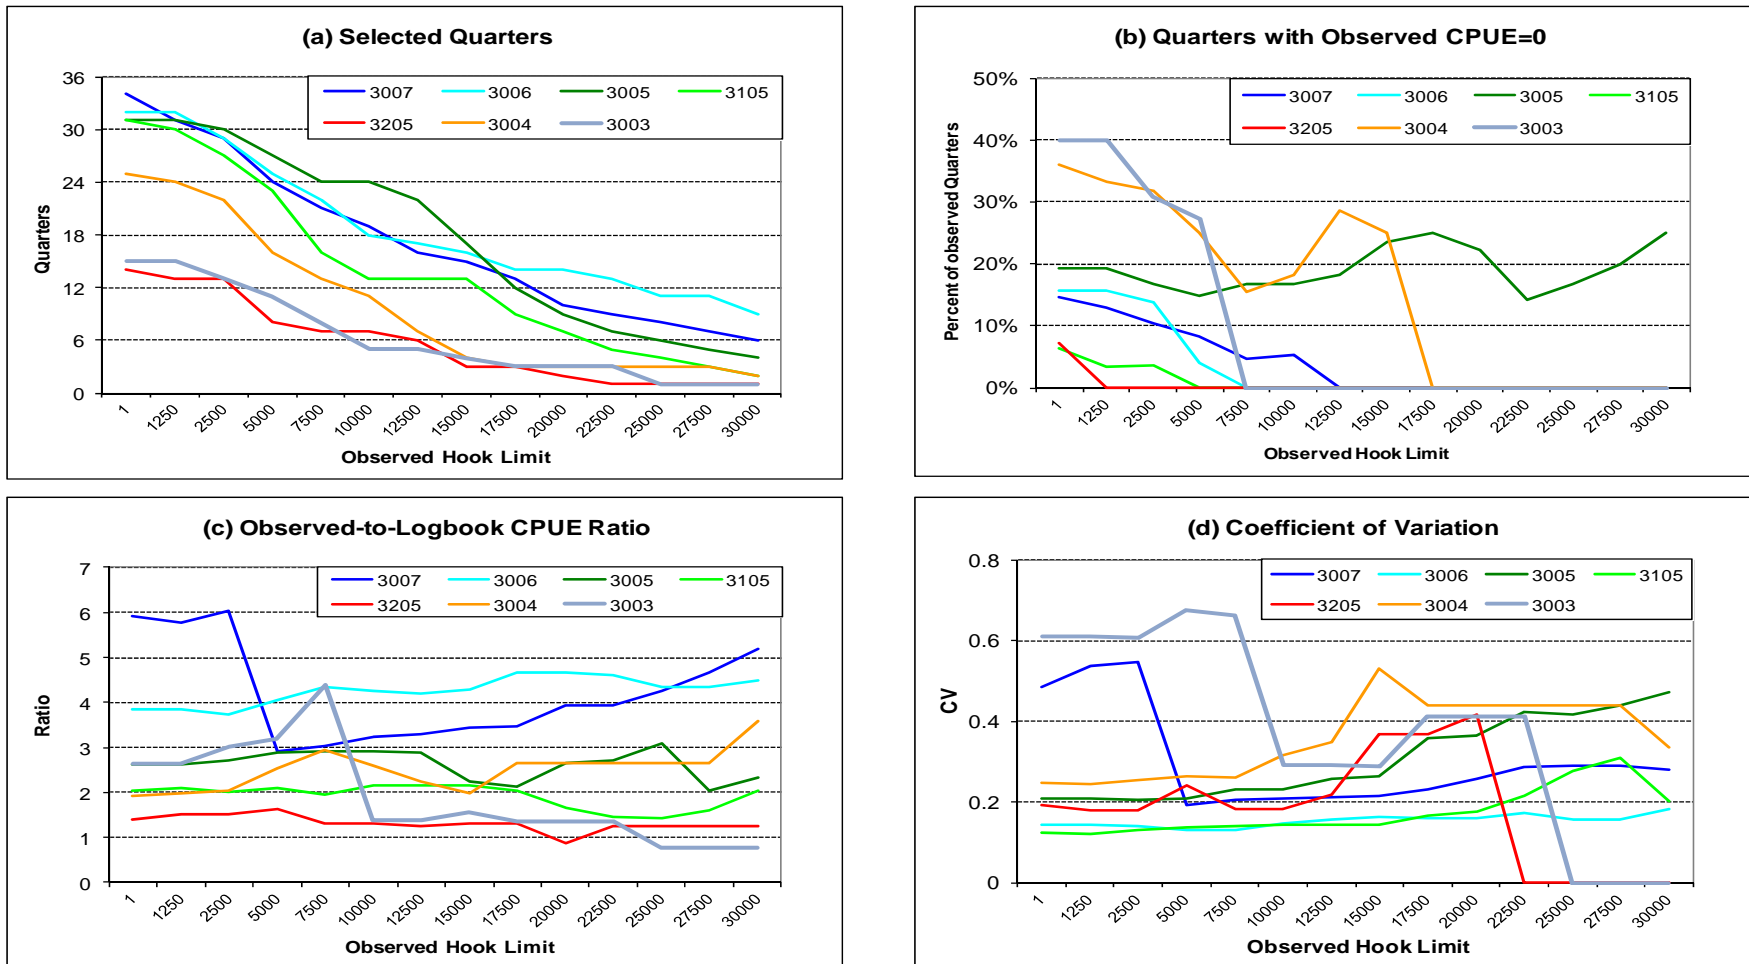 (a) Selected Quarters
36
30
24
18
12
6
0
Quarters
3007 3006 3005 3105
3205 3004 3003
1 1250 2500 5000 7500 10000 12500 15000 17500 20000 22500 25000 27500 30000
Observed Hook Limit
(b) Quarters with Observed CPUE=0
50%
40%
30%
20%
10%
0%
Percent of observed Quarters
3007 3006 3005 3105
3205 3004 3003
1 1250 2500 5000 7500 10000 12500 15000 17500 20000 22500 25000 27500 30000
Observed Hook Limit
(c) Observed-to-Logbook CPUE Ratio
7
6
5
4
3
2
1
0
Ratio
3007 3006 3005 3105
3205 3004 3003
1 1250 2500 5000 7500 10000 12500 15000 17500 20000 22500 25000 27500 30000
Observed Hook Limit
(d) Coefficient of Variation
0.8
0.6
0.4
0.2
0
CV
3007 3006 3005 3105
3205 3004 3003
1 1250 2500 5000 7500 10000 12500 15000 17500 20000 22500 25000 27500 30000
Observed Hook Limit